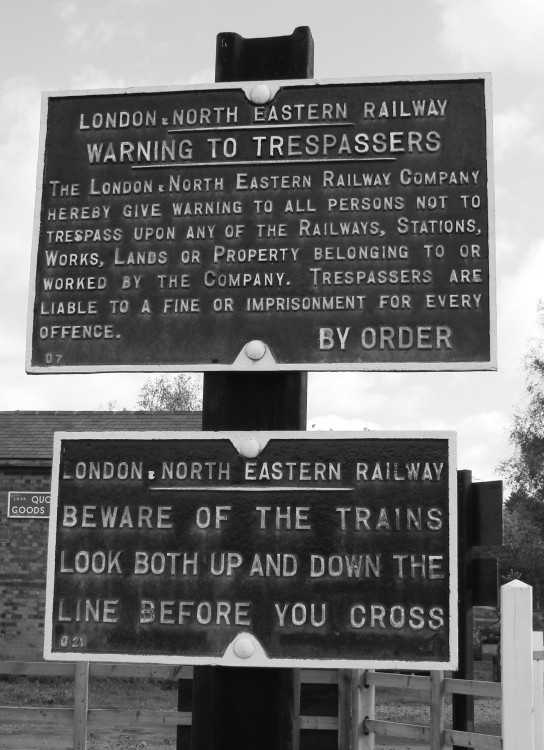 LONDON & NORTH EASTERN RAILWAY
WARNING TO TRESPASSERS
THE LONDON & NORTH EASTERN RAILWAY COMPANY
HEREBY GIVE WARNING TO ALL PERSONS NOT TO
TRESPASS UPON ANY OF THE RAILWAYS, STATIONS,
WORKS, LANDS OR PROPERTY BELONGING TO OR
WORKED BY THE COMPANY. TRESPASSERS ARE
LIABLE TO A FINE OR IMPRISONMENT FOR EVERY
OFFENCE. BY ORDER
07
LONDON & NORTH EASTERN RAILWAY
BEWARE OF THE TRAINS
LOOK BOTH UP AND DOWN THE
LINE BEFORE YOU CROSS
021
QUO
GOODS